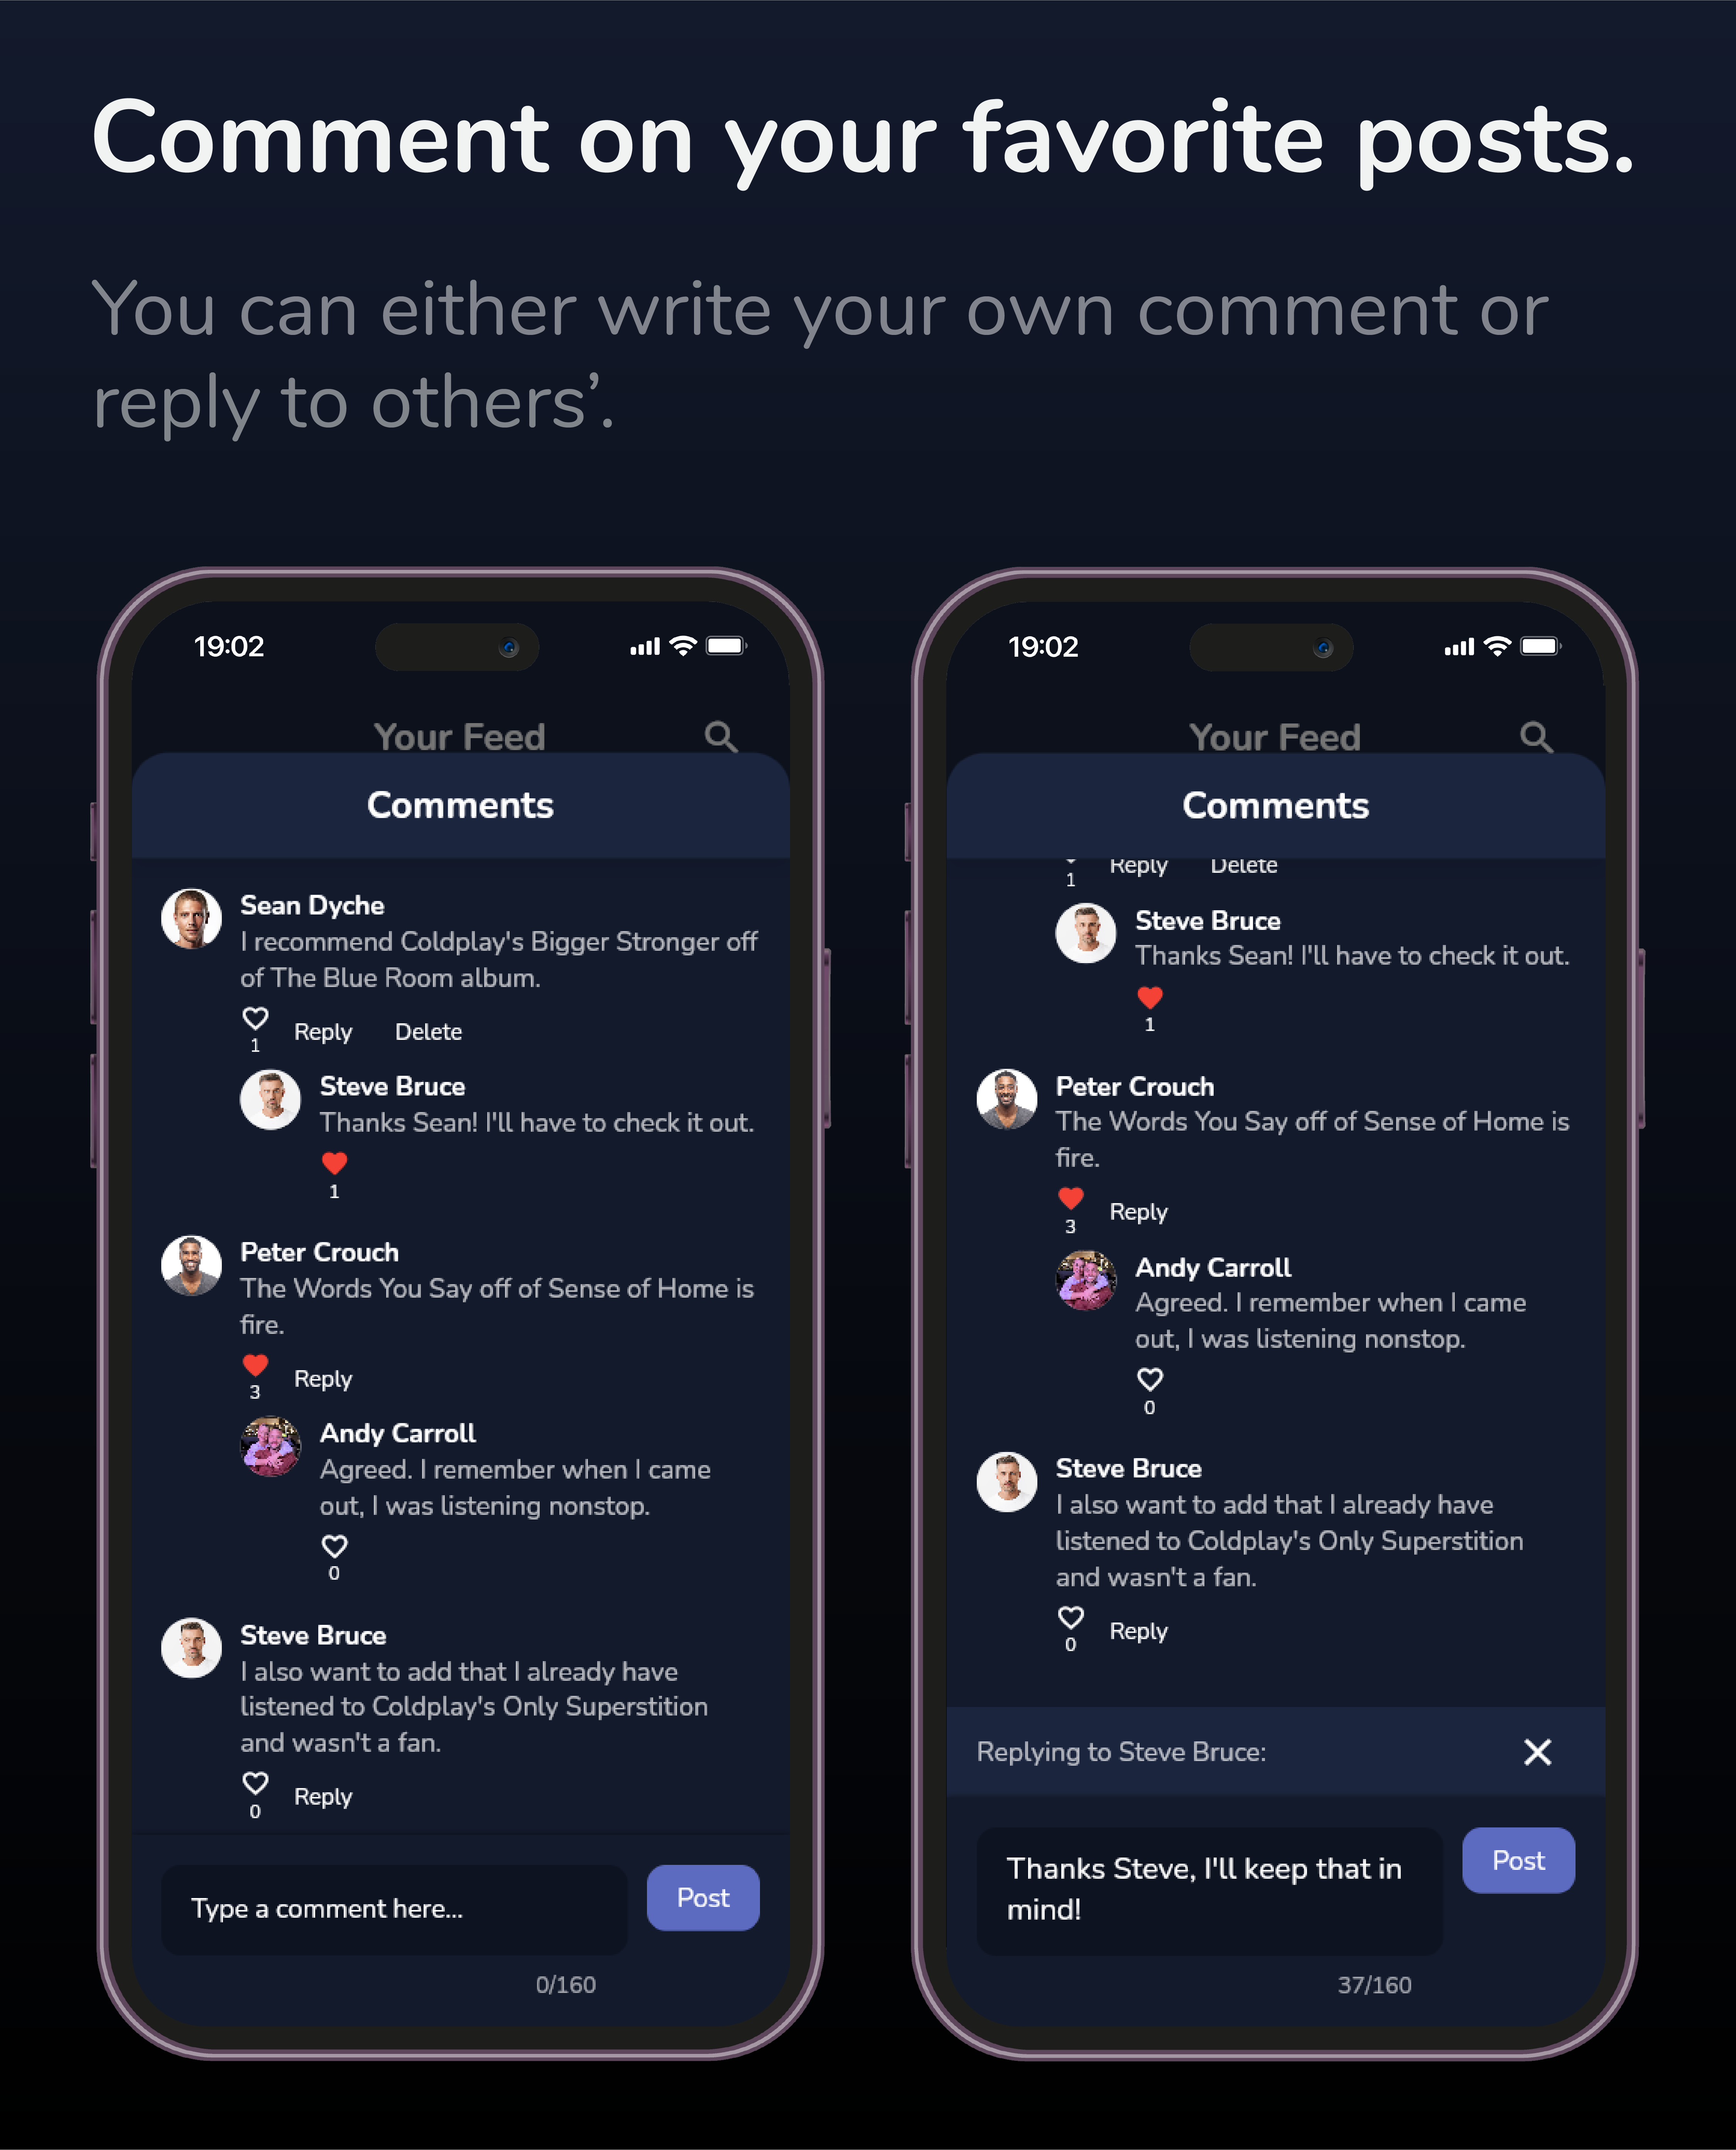 Comment on your favorite posts.
You can either write your own comment or
reply to others’.
19:02
Your Feed
Comments
Sean Dyche
I recommend Coldplay's Bigger Stronger off
of The Blue Room album.
1 Reply Delete
Steve Bruce
Thanks Sean! I'll have to check it out.
1
Peter Crouch
The Words You Say off of Sense of Home is
fire.
3 Reply
Andy Carroll
Agreed. I remember when I came
out, I was listening nonstop.
0
Steve Bruce
I also want to add that I already have
listened to Coldplay's Only Superstition
and wasn't a fan.
0 Reply
Type a comment here...
Post
0/160
19:02
Your Feed
Comments
1 Reply Delete
Steve Bruce
Thanks Sean! I'll have to check it out.
1
Peter Crouch
The Words You Say off of Sense of Home is
fire.
3 Reply
Andy Carroll
Agreed. I remember when I came
out, I was listening nonstop.
0
Steve Bruce
I also want to add that I already have
listened to Coldplay's Only Superstition
and wasn't a fan.
0 Reply
Replying to Steve Bruce:
Thanks Steve, I'll keep that in
mind!
Post
37/160